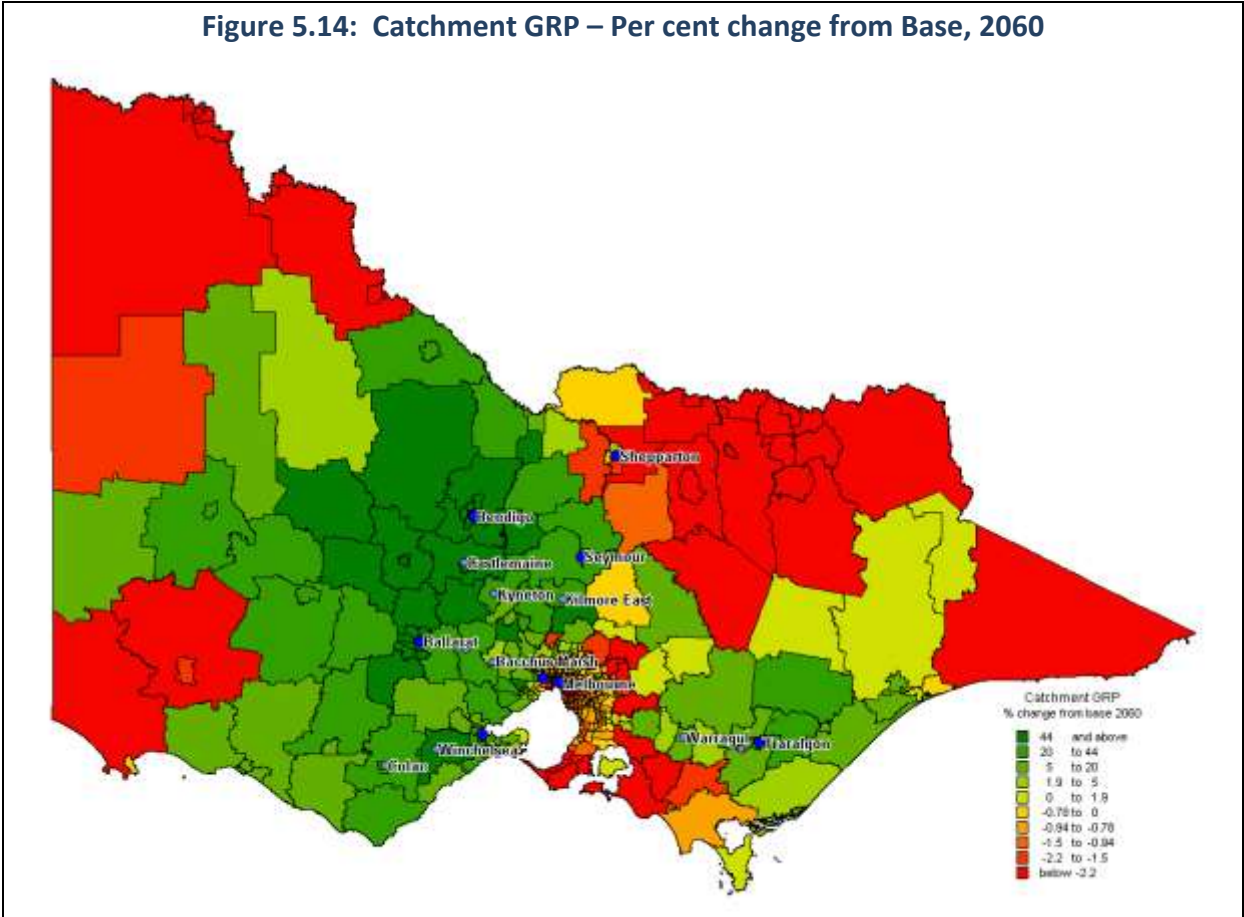 Figure 5.14: Catchment GRP – Per cent change from Base, 2060
Shepparton
Bendigo
Castlemaine
Seymour
Kyneton
Kilmore East
Ballarat
Bacchus Marsh
Melbourne
Winchelsea
Colac
Warragul
Traralgon
Catchment GRP
% change from base 2060
44 and above
20 to 44
5 to 20
1.9 to 5
0 to 1.9
-0.78 to 0
-0.94 to -0.78
-1.5 to -0.94
-2.2 to -1.5
below -2.2